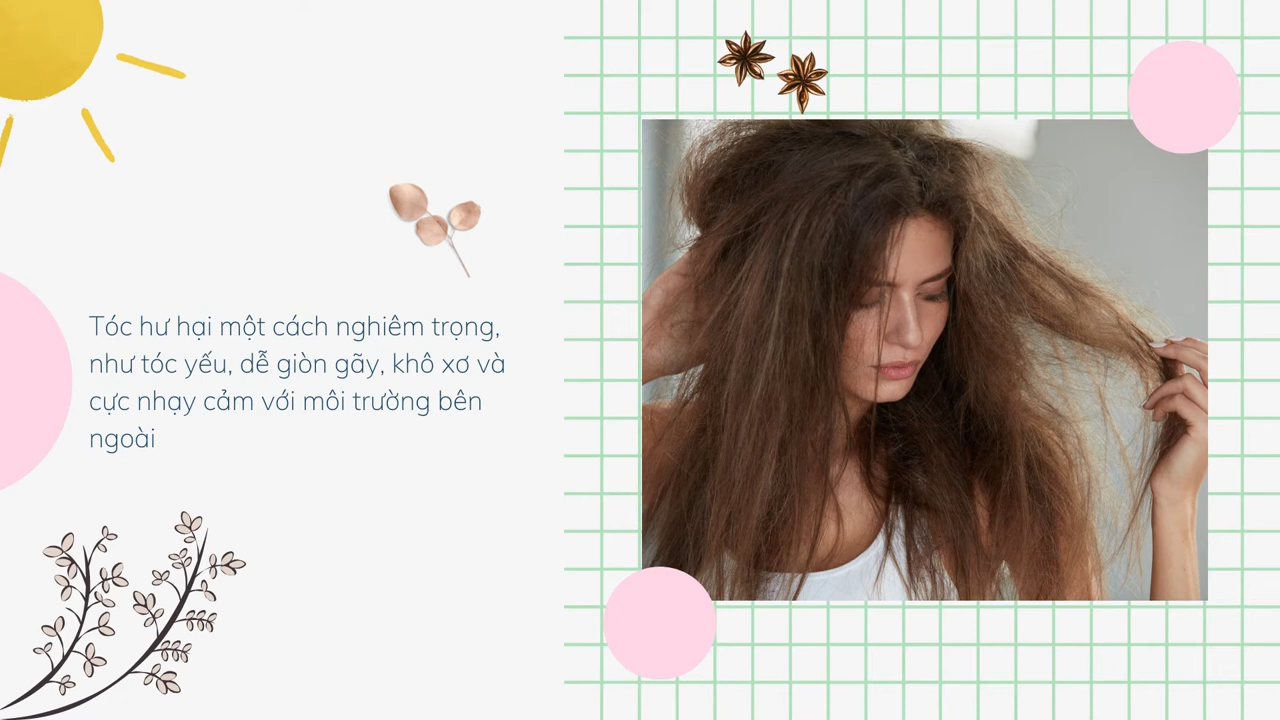 Tóc hư hại một cách nghiêm trọng,
như tóc yếu, dễ giòn gãy, khô xơ và
cực nhạy cảm với môi trường bên
ngoài